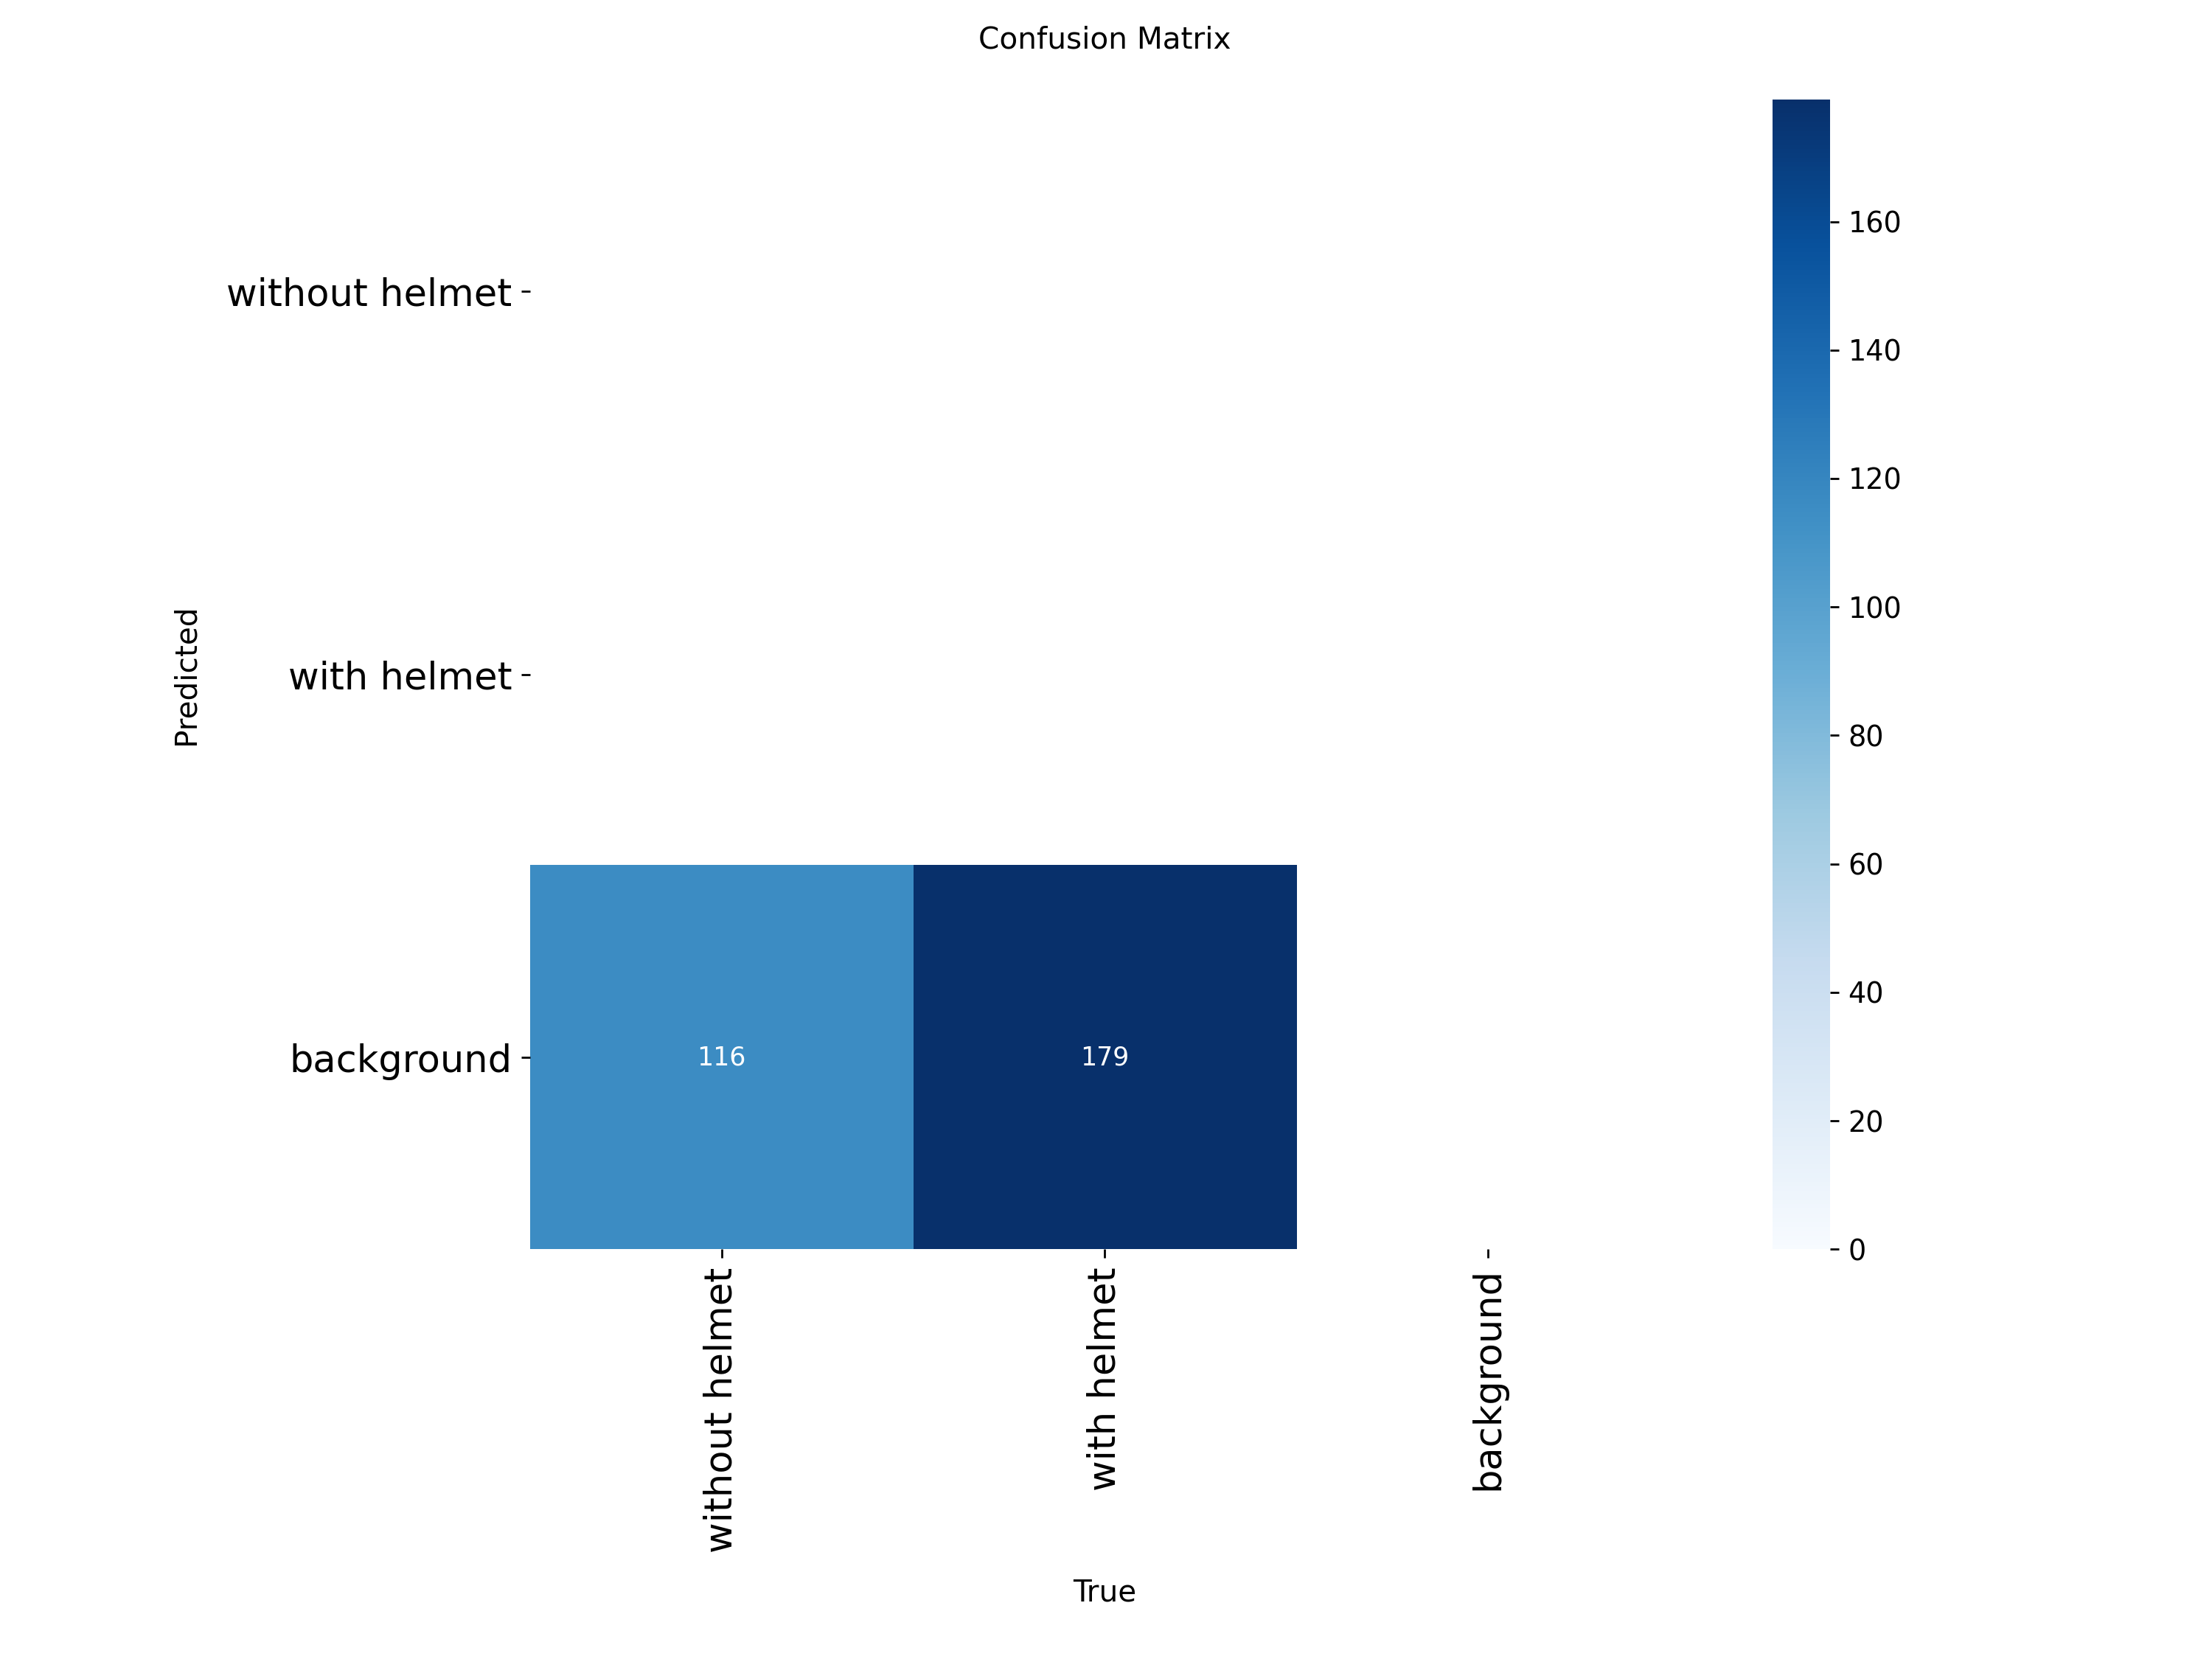 Confusion Matrix
without helmet
with helmet
background
Predicted
116
179
without helmet
with helmet
background
True
160
140
120
100
80
60
40
20
0